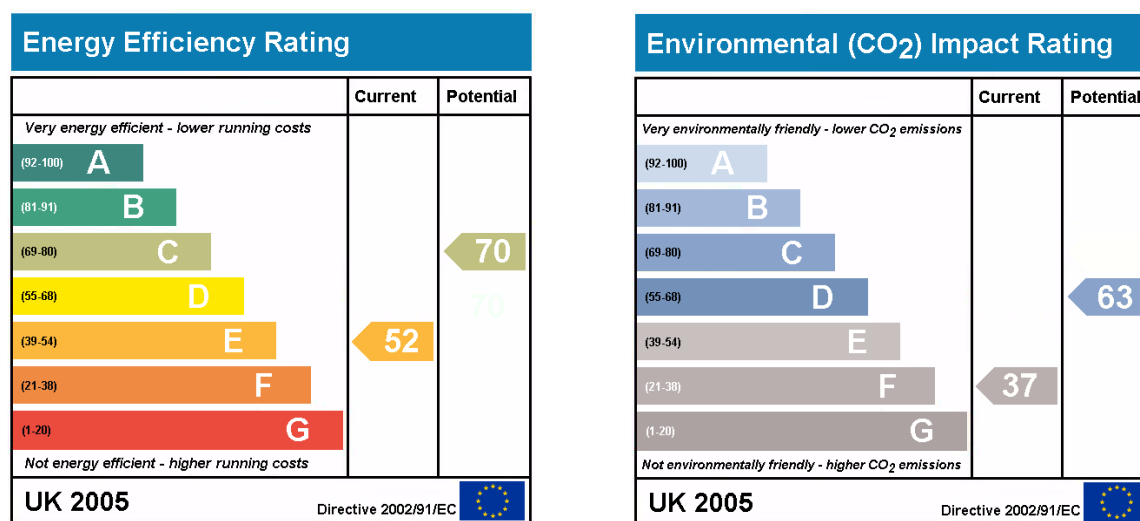 Energy Efficiency Rating
Current Potential
Very energy efficient - lower running costs
(92-100) A
(81-91) B
(69-80) C 70
(55-68) D 70
(39-54) E 52
(21-38) F
(1-20) G
Not energy efficient - higher running costs
UK 2005 Directive 2002/91/EC
Environmental (CO2) Impact Rating
Current Potential
Very environmentally friendly - lower CO2 emissions
(92-100) A
(81-91) B
(69-80) C
(55-68) D 63
(39-54) E
(21-38) F 37
(1-20) G
Not environmentally friendly - higher CO2 emissions
UK 2005 Directive 2002/91/EC